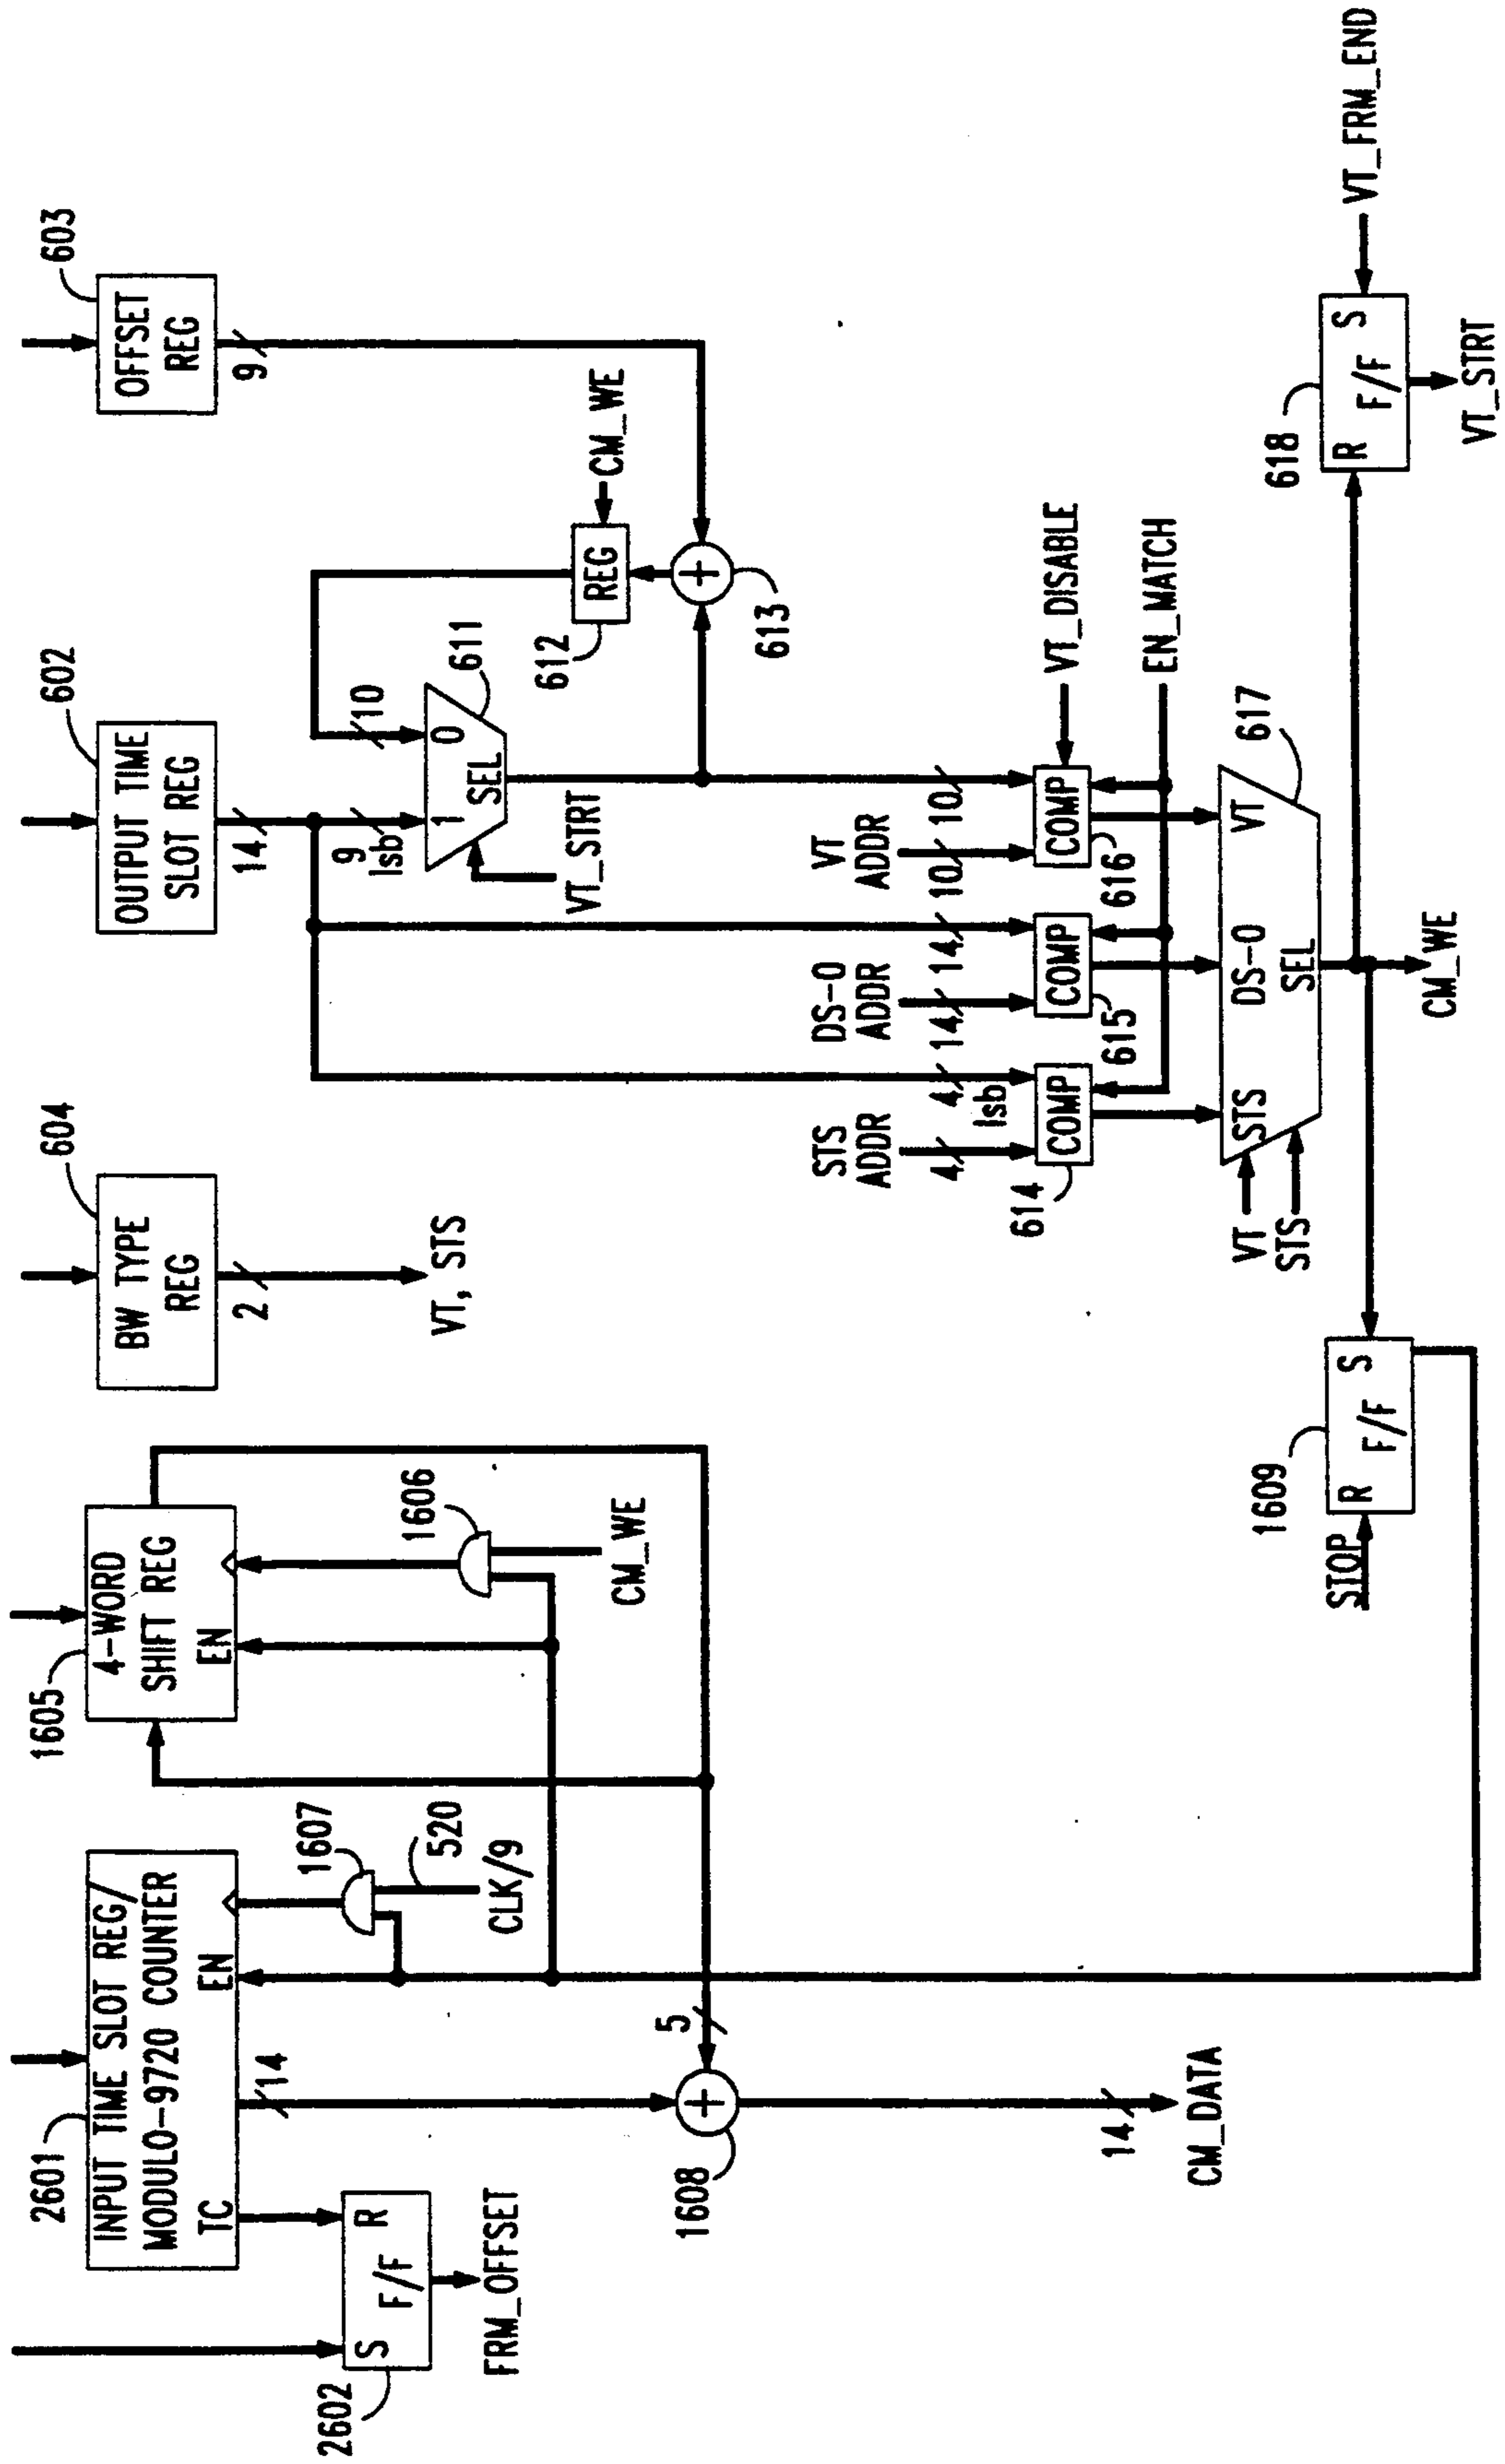 2601
INPUT TIME SLOT REG/
MODULO-9720 COUNTER
TC
EN
14
2602
S
R
F/F
FRM_OFFSET
1607
520
CLK/9
1605
4-WORD
SHIFT REG
EN
1606
CM_WE
5
1608
14
CM_DATA
604
BW TYPE
REG
2
VT, STS
602
OUTPUT TIME
SLOT REG
14
9
lsb
10
1
0
SEL
611
VT_STRT
603
OFFSET
REG
9
612
REG
CM_WE
613
STS
ADDR
4
4
lsb
COMP
614
DS-0
ADDR
14
14
COMP
615
VT
ADDR
10
10
COMP
616
VT_DISABLE
EN_MATCH
STS
DS-0
VT
SEL
617
VT
STS
CM_WE
1609
STOP
R
S
F/F
618
R
S
F/F
VT_FRM_END
VT_STRT